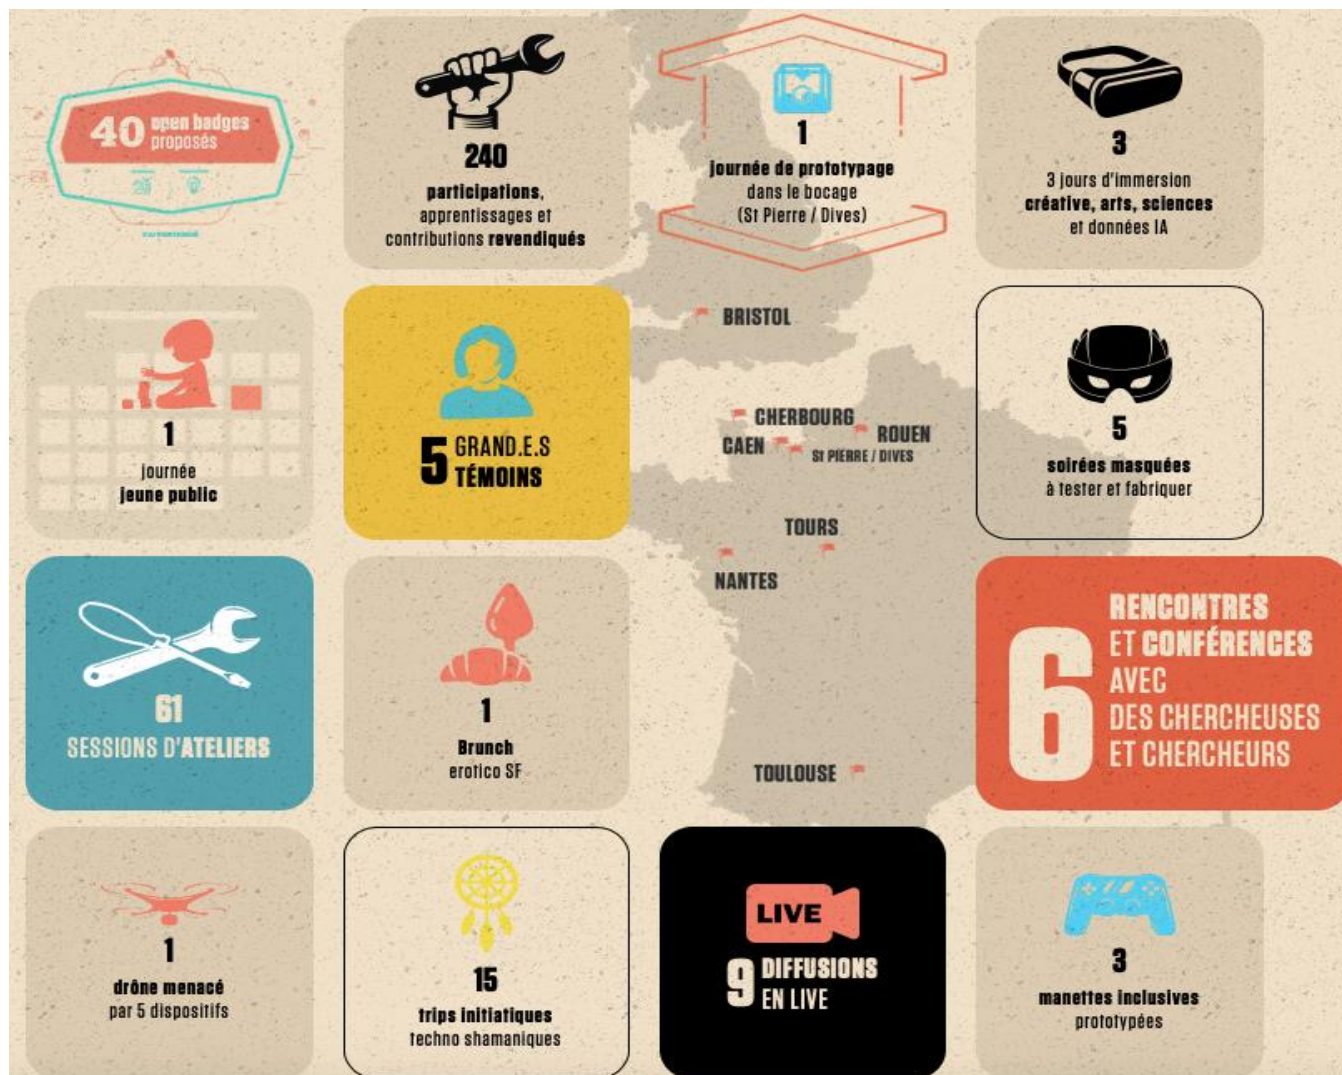 40 open badges
proposés
240
participations,
apprentissages et
contributions revendiqués
1
journée de prototypage
dans le bocage
(St Pierre / Dives)
3
3 jours d'immersion
créative, arts, sciences
et données IA
1
journée
jeune public
5 GRAND.E.S
TÉMOINS
BRISTOL
CHERBOURG
ROUEN
CAEN
St PIERRE / DIVES
TOURS
NANTES
TOULOUSE
5
soirées masquées
à tester et fabriquer
61
SESSIONS D'ATELIERS
1
Brunch
erotico SF
6
RENCONTRES
ET CONFÉRENCES
AVEC
DES CHERCHEUSES
ET CHERCHEURS
1
drône menacé
par 5 dispositifs
15
trips initiatiques
techno shamaniques
LIVE
9 DIFFUSIONS
EN LIVE
3
manettes inclusives
prototypées